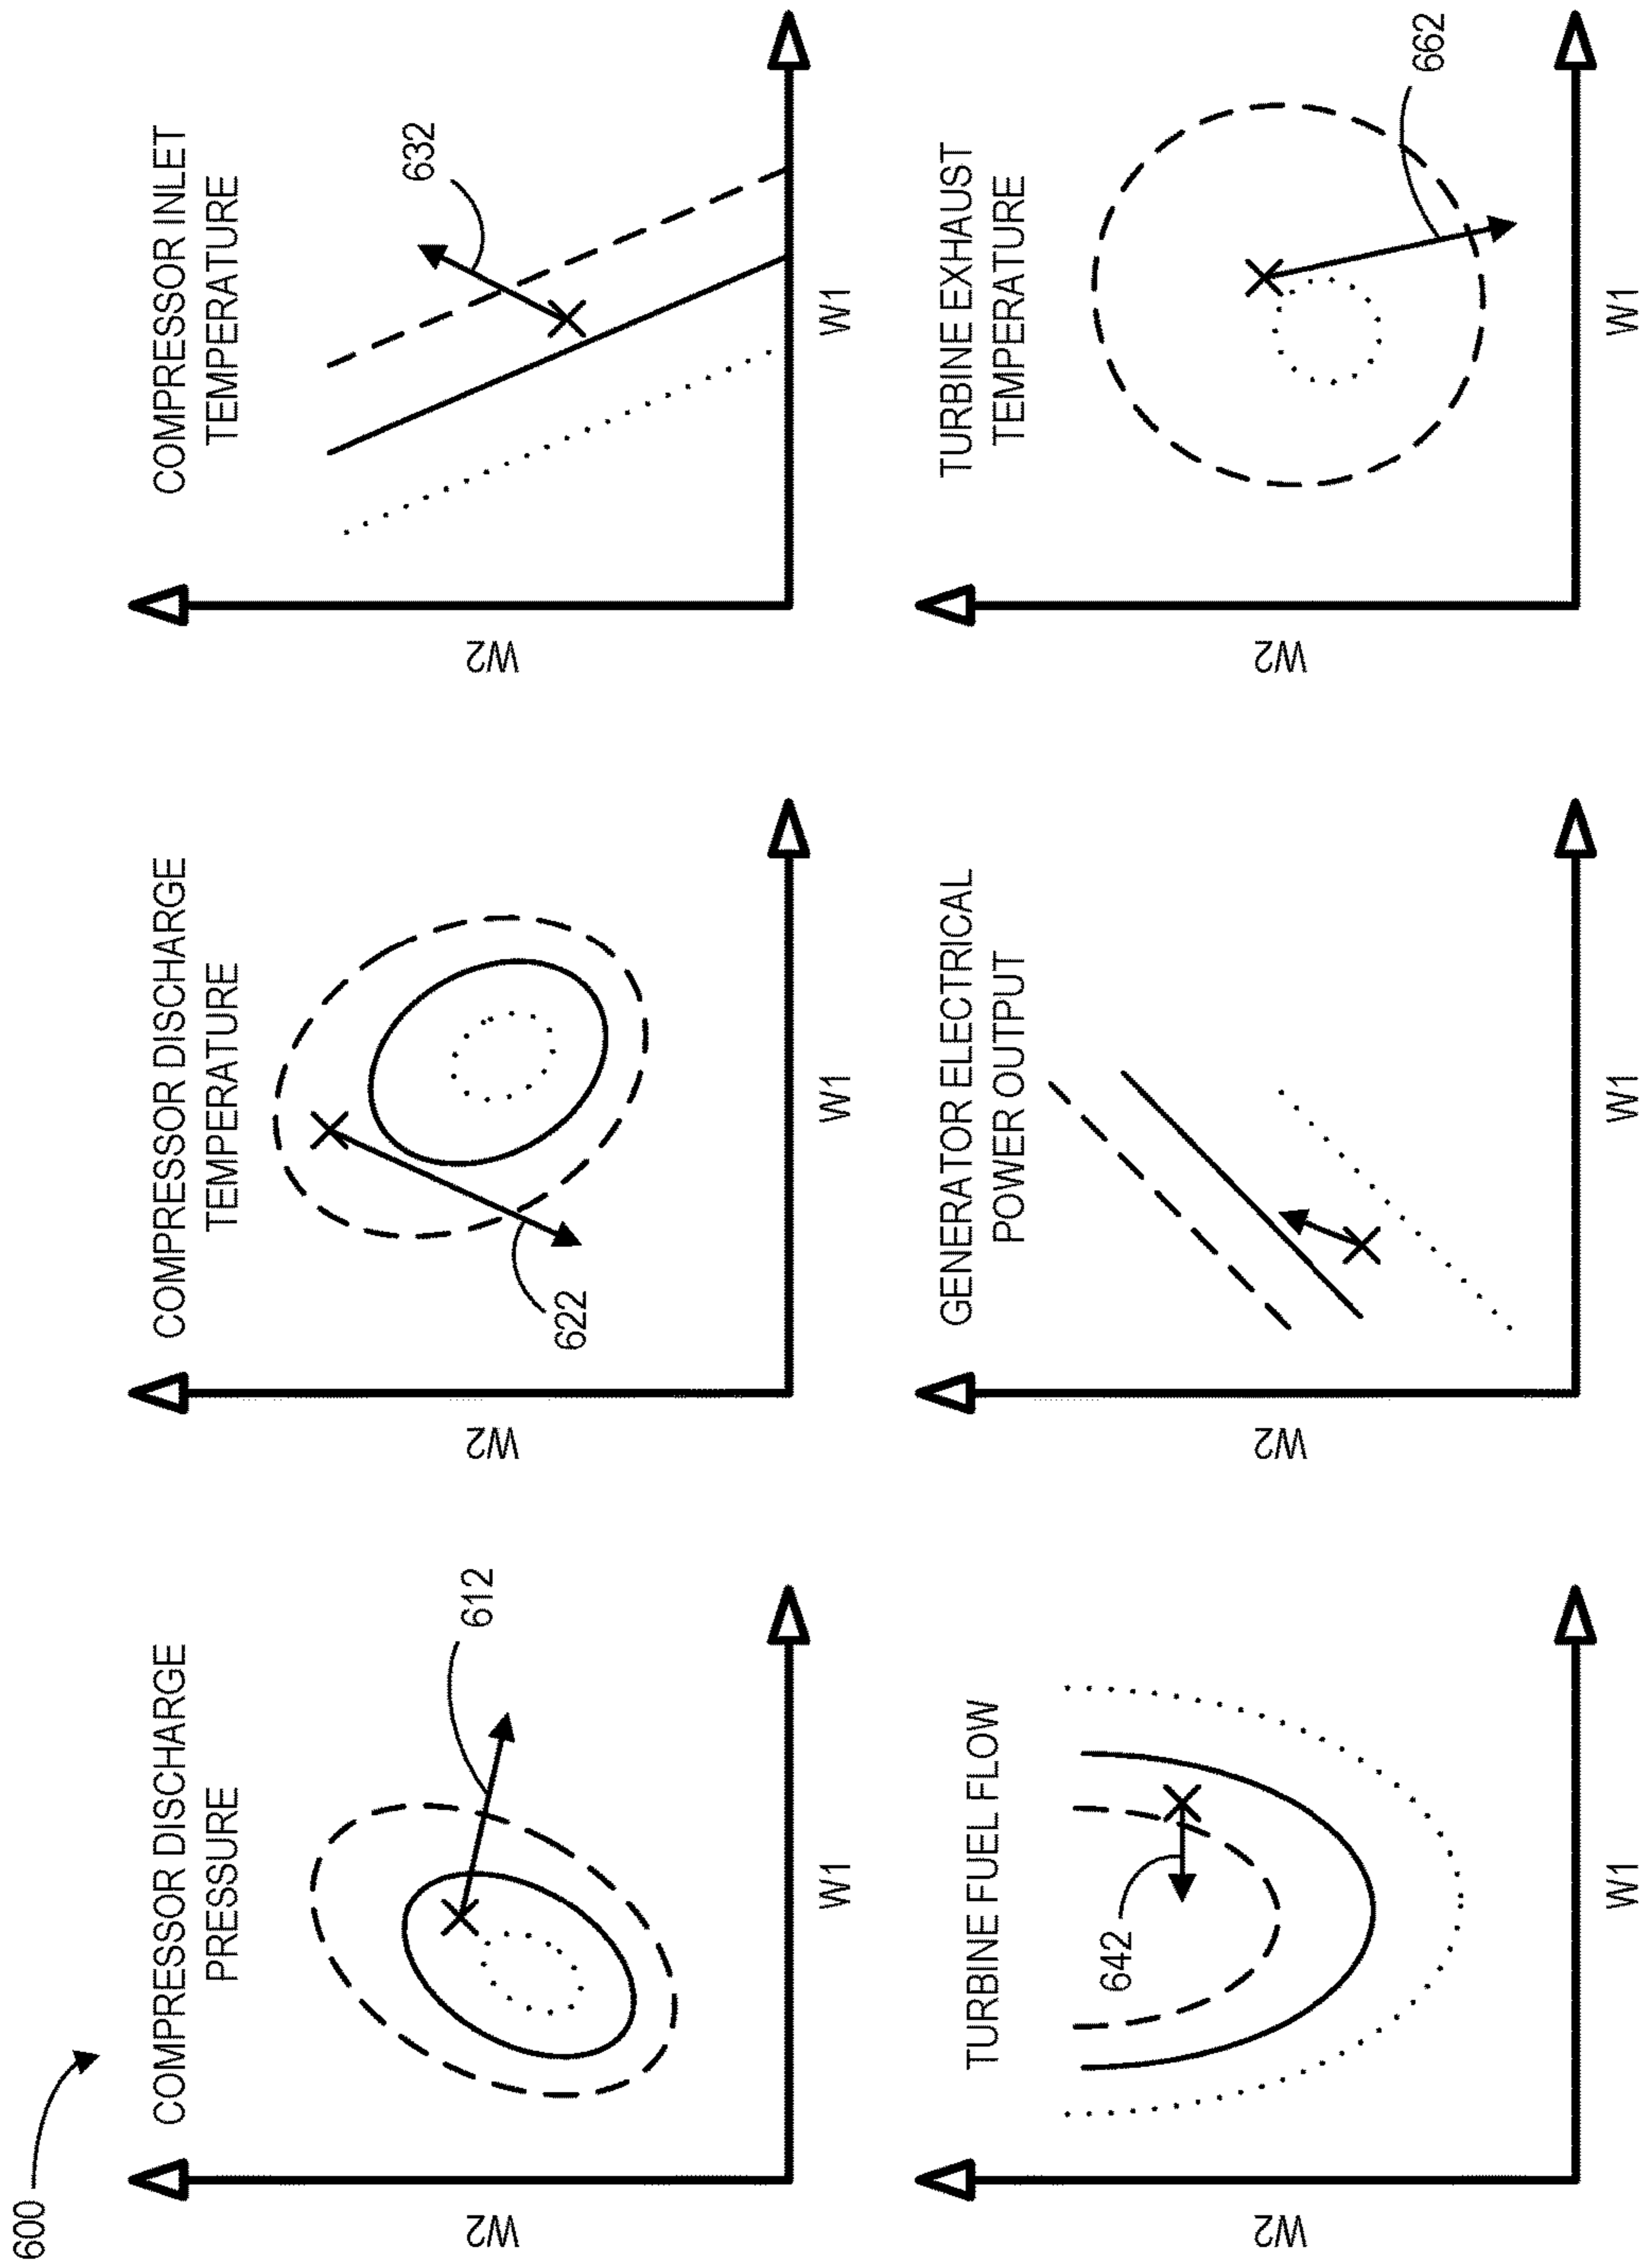 600
COMPRESSOR DISCHARGE
PRESSURE
612
W2
W1
COMPRESSOR DISCHARGE
TEMPERATURE
622
W2
W1
COMPRESSOR INLET
TEMPERATURE
632
W2
W1
TURBINE FUEL FLOW
642
W2
W1
GENERATOR ELECTRICAL
POWER OUTPUT
W2
W1
TURBINE EXHAUST
TEMPERATURE
662
W2
W1